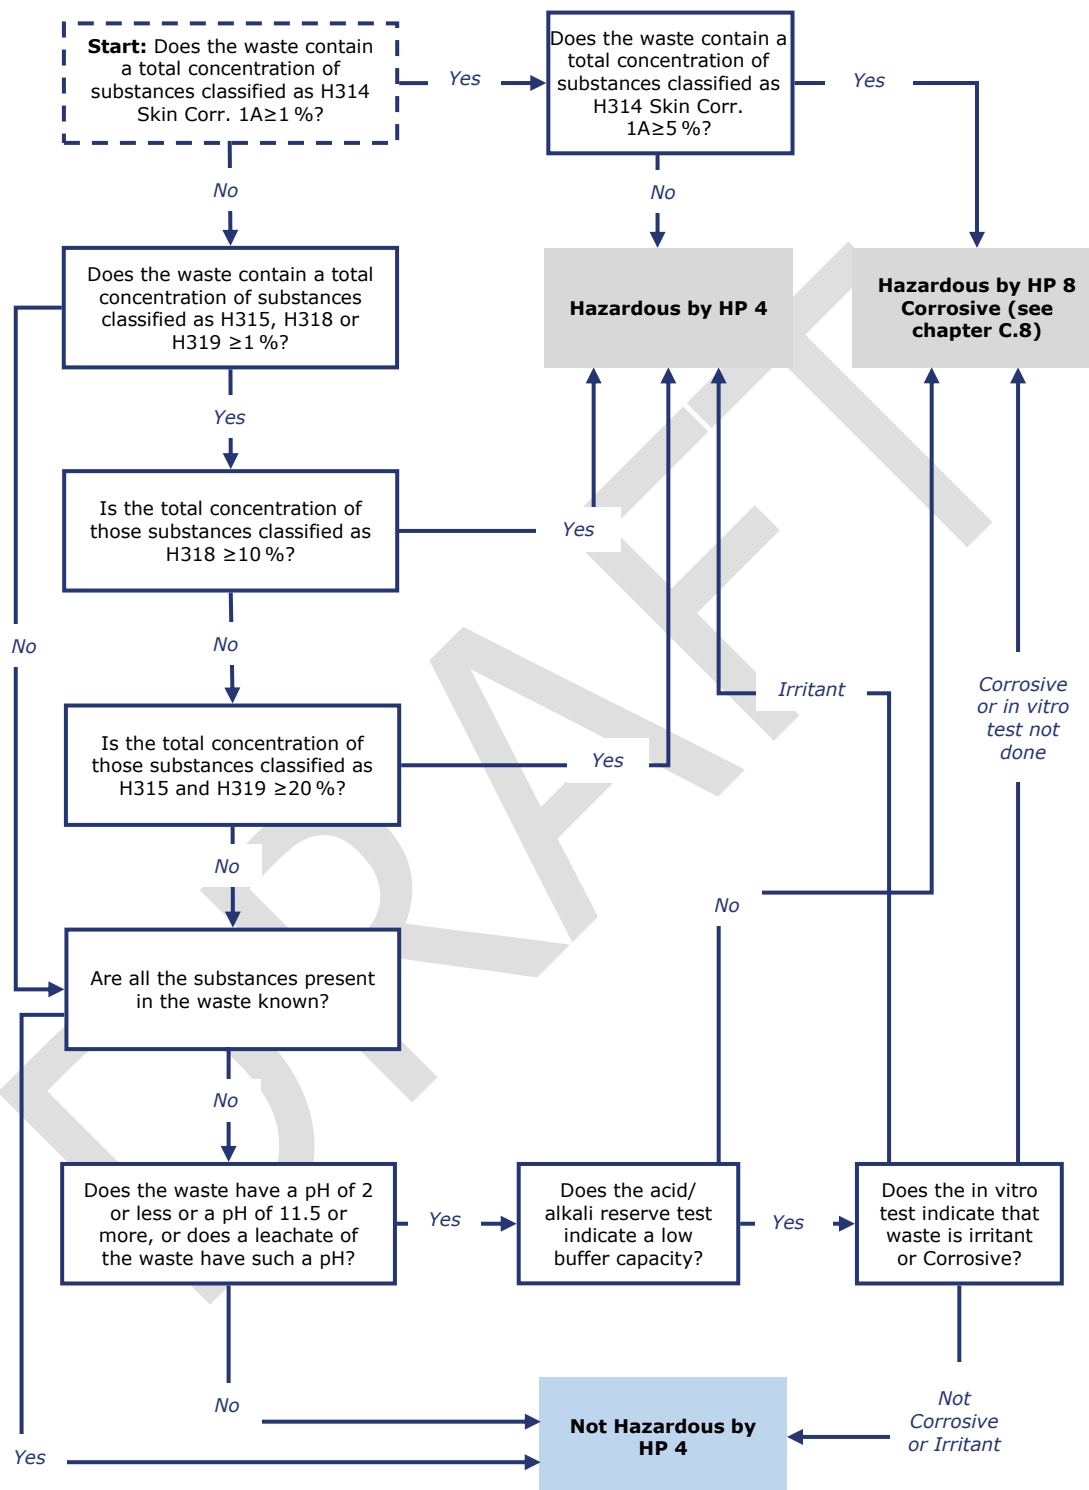 Start: Does the waste contain
a total concentration of
substances classified as H314
Skin Corr. 1A≥1 %?
Yes
Does the waste contain a
total concentration of
substances classified as
H314 Skin Corr.
1A≥5 %?
Yes
No
No
Does the waste contain a total
concentration of substances
classified as H315, H318 or
H319 ≥1 %?
Hazardous by HP 4
Hazardous by HP 8
Corrosive (see
chapter C.8)
Yes
Is the total concentration of
those substances classified as
H318 ≥10 %?
Yes
No
No
Irritant
Corrosive
or in vitro
test not
done
Is the total concentration of
those substances classified as
H315 and H319 ≥20 %?
Yes
No
No
Are all the substances present
in the waste known?
No
Does the waste have a pH of 2
or less or a pH of 11.5 or
more, or does a leachate of
the waste have such a pH?
Yes
Does the acid/
alkali reserve test
indicate a low
buffer capacity?
Yes
Does the in vitro
test indicate that
waste is irritant
or Corrosive?
No
Not
Corrosive
or Irritant
Not Hazardous by
HP 4
Yes
DRAFT